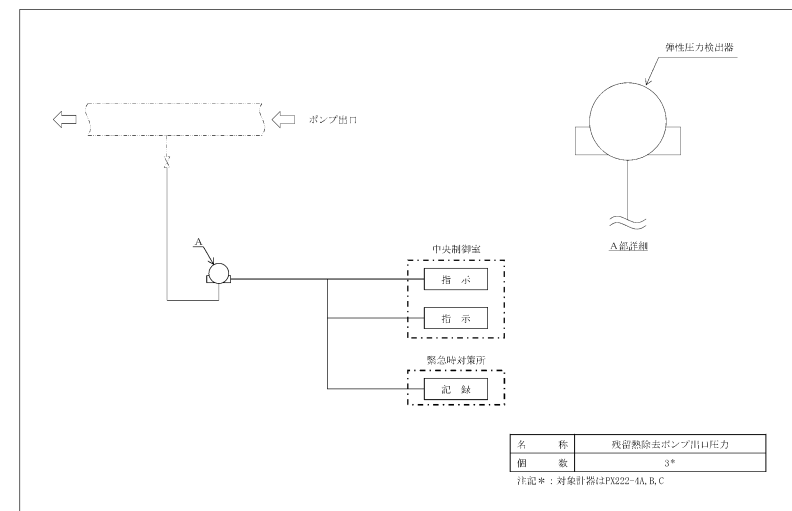 弾性圧力検出器
ポンプ出口
A
A部詳細
中央制御室
指 示
指 示
緊急時対策所
記 録
名 称 残留熱除去ポンプ出口圧力
個 数 3*
注記*:対象計器はPX222-4A,B,C